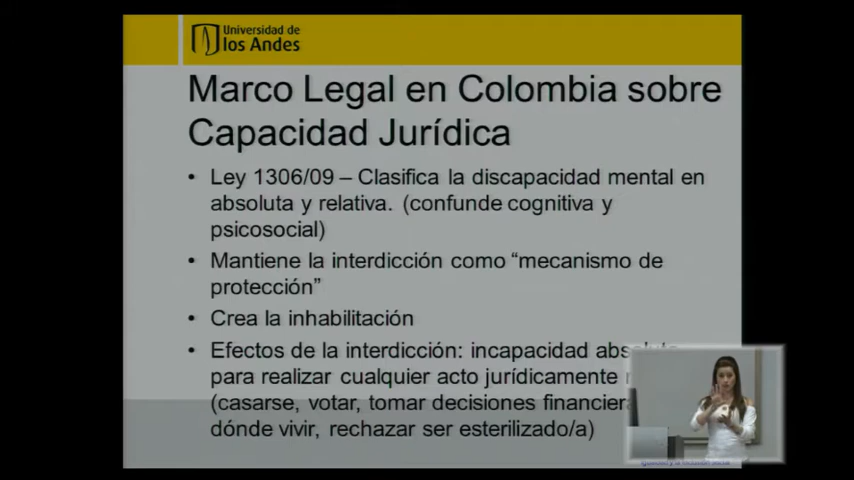 Universidad de
los Andes
Marco Legal en Colombia sobre
Capacidad Jurídica
• Ley 1306/09 – Clasifica la discapacidad mental en
absoluta y relativa. (confunde cognitiva y
psicosocial)
• Mantiene la interdicción como “mecanismo de
protección”
• Crea la inhabilitación
• Efectos de la interdicción: incapacidad absoluta
para realizar cualquier acto jurídicamente
(casarse, votar, tomar decisiones financiera
dónde vivir, rechazar ser esterilizado/a)